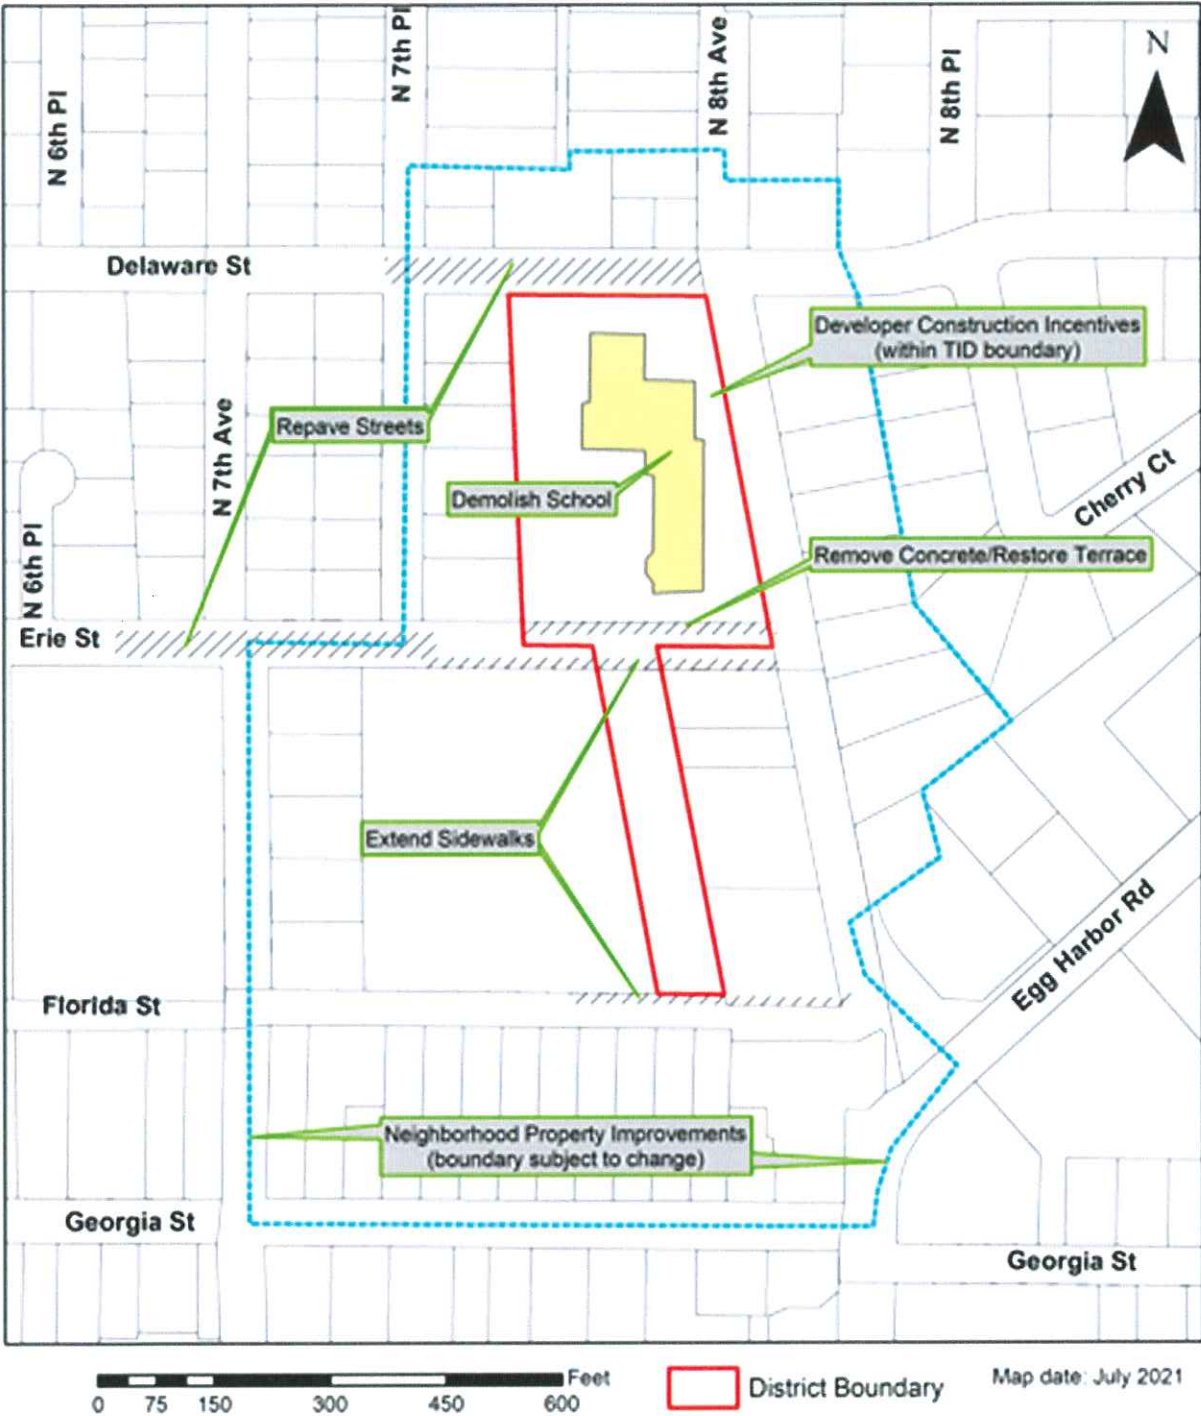 N 6th Pl
N 7th Pl
N 8th Ave
N 8th Pl
N
Delaware St
Developer Construction Incentives
(within TID boundary)
N 7th Ave
Repave Streets
Demolish School
Cherry Ct
N 6th Pl
Remove Concrete/Restore Terrace
Erie St
Extend Sidewalks
Egg Harbor Rd
Florida St
Neighborhood Property Improvements
(boundary subject to change)
Georgia St
Georgia St
Feet
0 75 150 300 450 600
District Boundary
Map date: July 2021